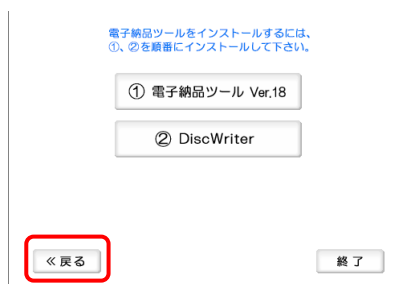 電子納品ツールをインストールするには、
①、②を順番にインストールして下さい。
① 電子納品ツール Ver.18
② DiscWriter
≪戻る
終了